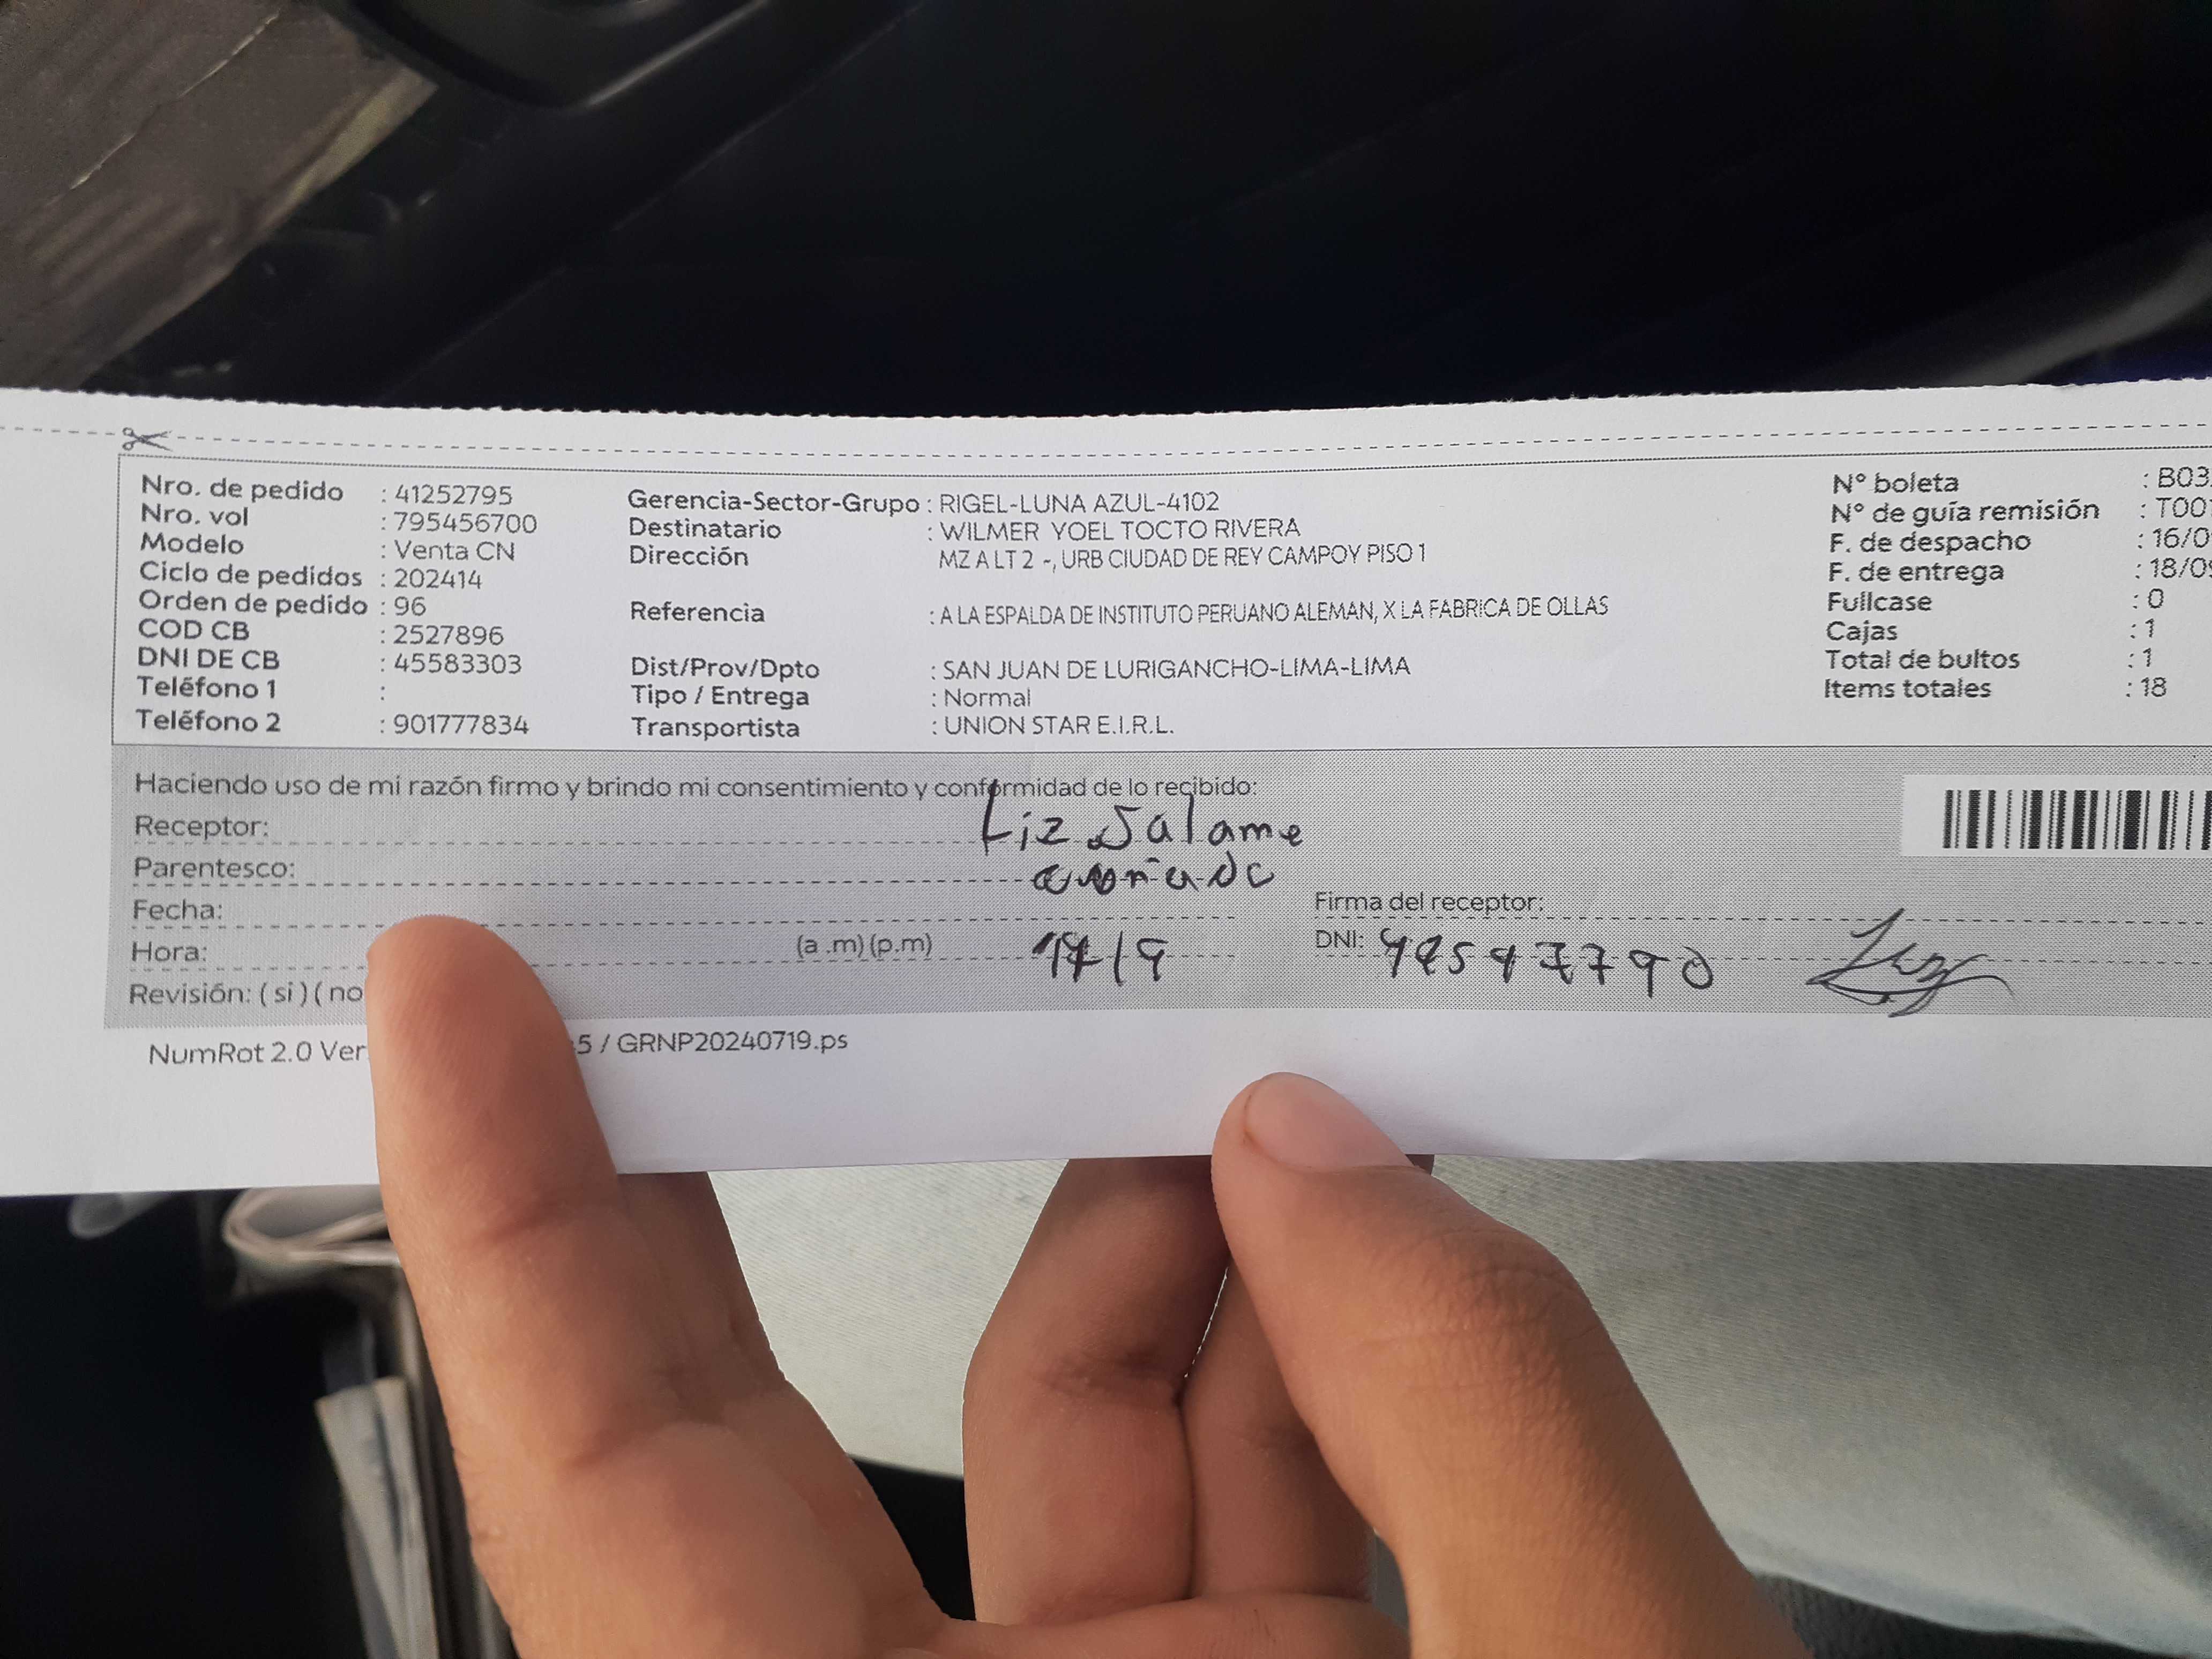 Nro. de pedido : 41252795
Nro. vol : 795456700
Modelo : Venta CN
Ciclo de pedidos : 202414
Orden de pedido : 96
COD CB : 2527896
DNI DE CB : 45583303
Teléfono 1 :
Teléfono 2 : 901777834
Gerencia-Sector-Grupo : RIGEL-LUNA AZUL-4102
Destinatario : WILMER YOEL TOCTO RIVERA
Dirección MZ A LT 2 -, URB CIUDAD DE REY CAMPOY PISO 1
Referencia : A LA ESPALDA DE INSTITUTO PERUANO ALEMAN, X LA FABRICA DE OLLAS
Dist/Prov/Dpto : SAN JUAN DE LURIGANCHO-LIMA-LIMA
Tipo / Entrega : Normal
Transportista : UNION STAR E.I.R.L.
N° boleta : B03
N° de guía remisión : T00
F. de despacho : 16/0
F. de entrega : 18/09
Fullcase : 0
Cajas : 1
Total de bultos : 1
Items totales : 18
Haciendo uso de mi razón firmo y brindo mi consentimiento y conformidad de lo recibido:
Receptor: Liz Salame
Parentesco:
Fecha:
Firma del receptor:
Hora: (a .m) (p.m)
DNI:
Revisión: ( si ) ( no
NumRot 2.0 Ver
5 / GRNP20240719.ps